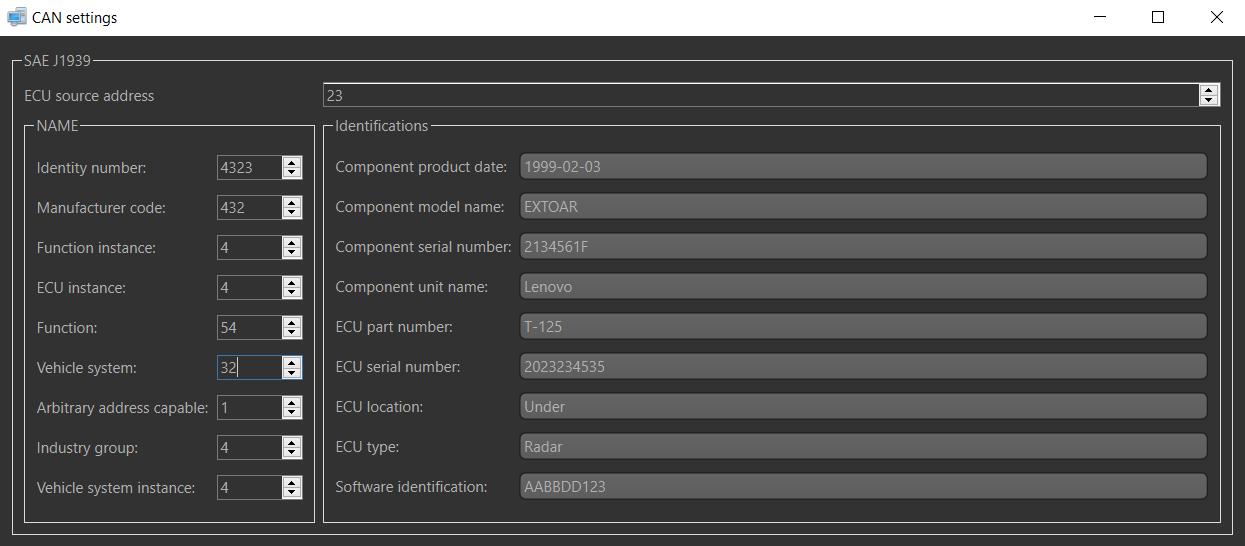 CAN settings
SAE J1939
ECU source address 23
NAME
Identity number: 4323
Manufacturer code: 432
Function instance: 4
ECU instance: 4
Function: 54
Vehicle system: 32
Arbitrary address capable: 1
Industry group: 4
Vehicle system instance: 4
Identifications
Component product date: 1999-02-03
Component model name: EXTOAR
Component serial number: 2134561F
Component unit name: Lenovo
ECU part number: T-125
ECU serial number: 2023234535
ECU location: Under
ECU type: Radar
Software identification: AABBDD123